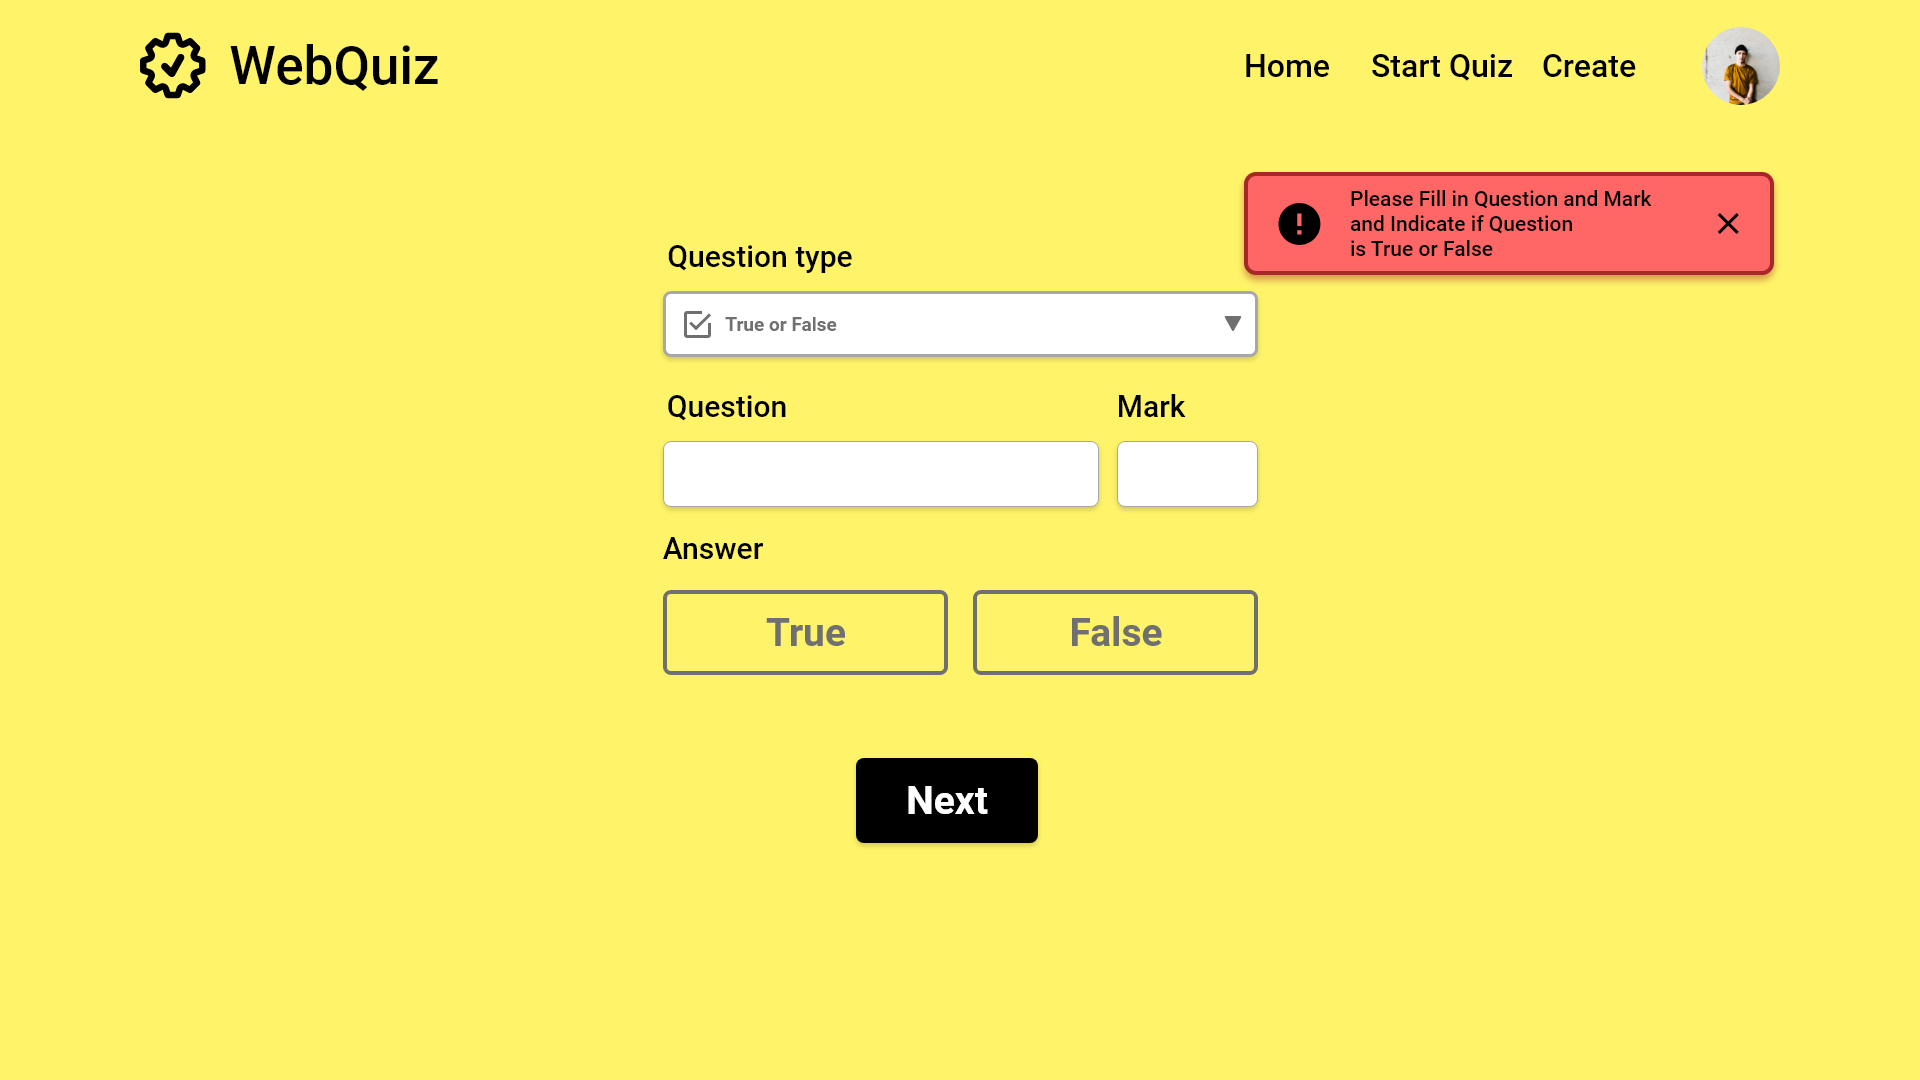 WebQuiz
Home
Start Quiz
Create
Please Fill in Question and Mark
and Indicate if Question
is True or False
Question type
True or False
Question
Mark
Answer
True
False
Next